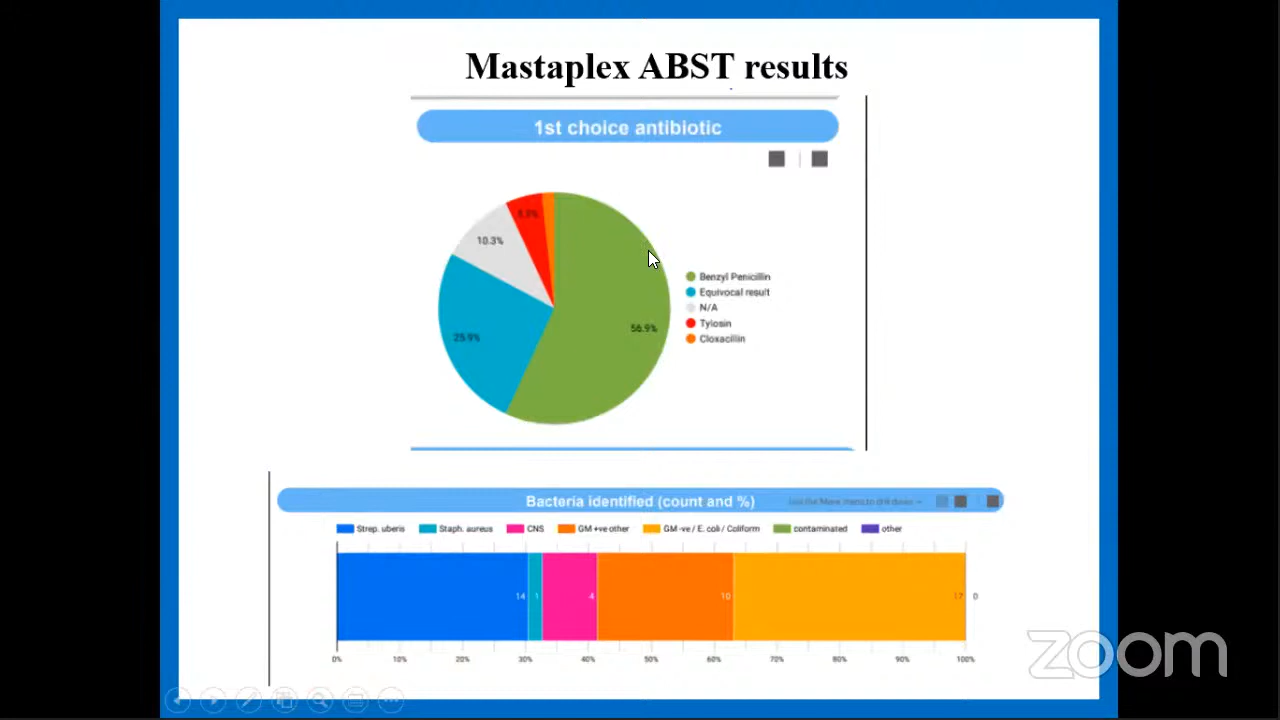 Mastaplex ABST results
1st choice antibiotic
10.3%
56.9%
25.9%
Benzyl Penicillin
Equivocal result
N/A
Tylosin
Cloxacillin
Bacteria identified (count and %)
Strep. uberis Staph. aureus CNS GM +ve other GM -ve / E. coli / Coliform contaminated other
14 1 4 10 17 0
0% 10% 20% 30% 40% 50% 60% 70% 80% 90% 100%
zoom